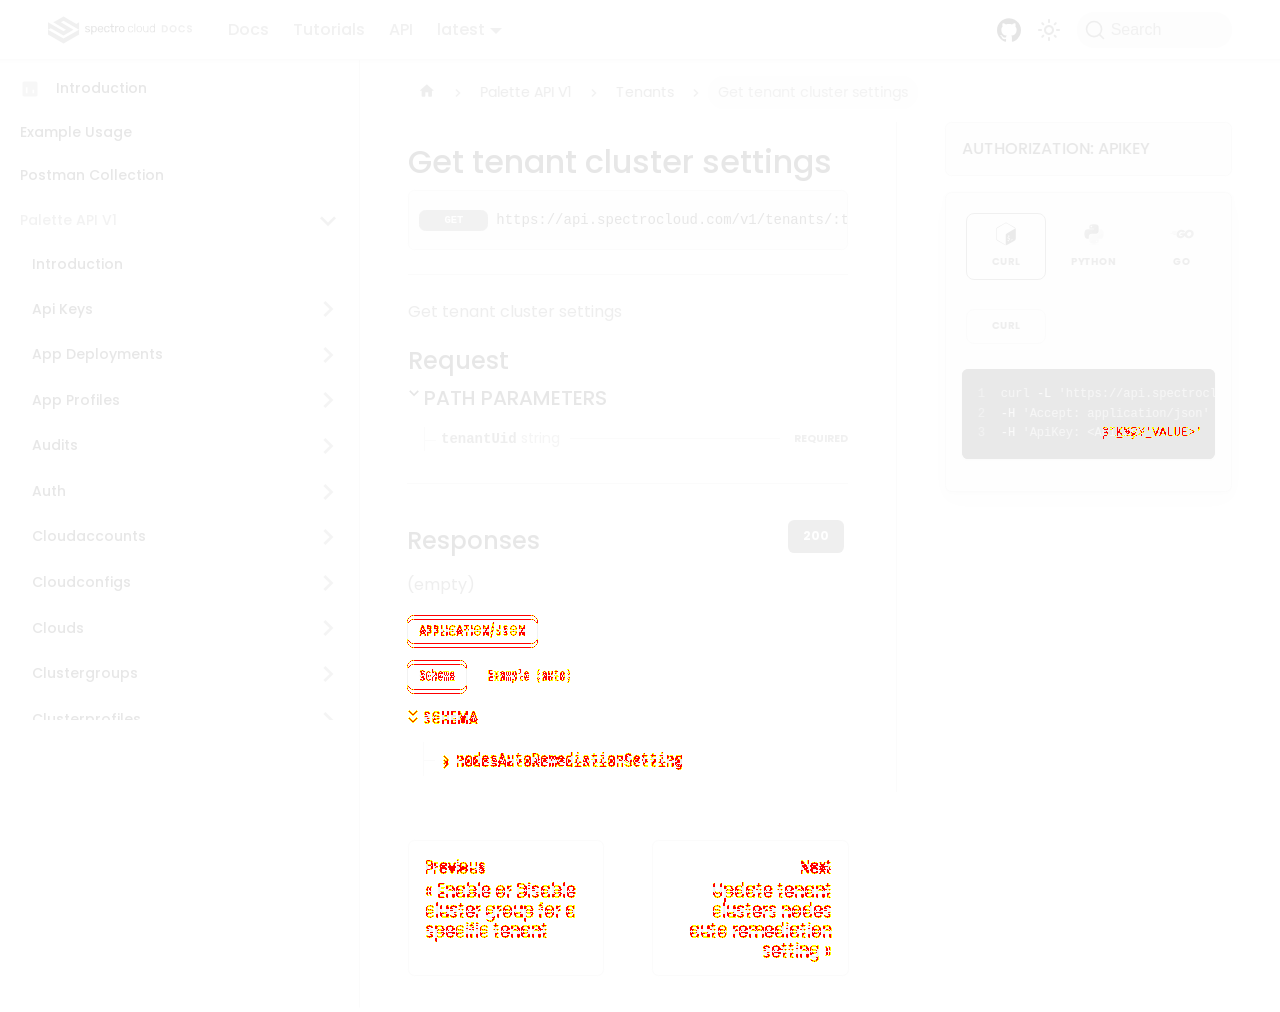 spectro cloud DOCS
Docs Tutorials API latest
Search
Introduction
Example Usage
Postman Collection
Palette API V1
Introduction
Api Keys
App Deployments
App Profiles
Audits
Auth
Cloudaccounts
Cloudconfigs
Clouds
Clustergroups
Clusterprofiles
Palette API V1 Tenants Get tenant cluster settings
Get tenant cluster settings
GET https://api.spectrocloud.com/v1/tenants/:t
Get tenant cluster settings
Request
PATH PARAMETERS
tenantUid string REQUIRED
Responses
200
(empty)
APPLICATION/JSON
Schema Example (auto)
SCHEMA
nodesAutoRemediationSetting
Previous
« Enable or Disable
cluster group for a
specific tenant
Next
Update tenant
clusters nodes
auto remediation
setting »
AUTHORIZATION: APIKEY
CURL PYTHON GO
CURL
1 curl -L 'https://api.spectrocl
2 -H 'Accept: application/json'
3 -H 'ApiKey: VALUE>'